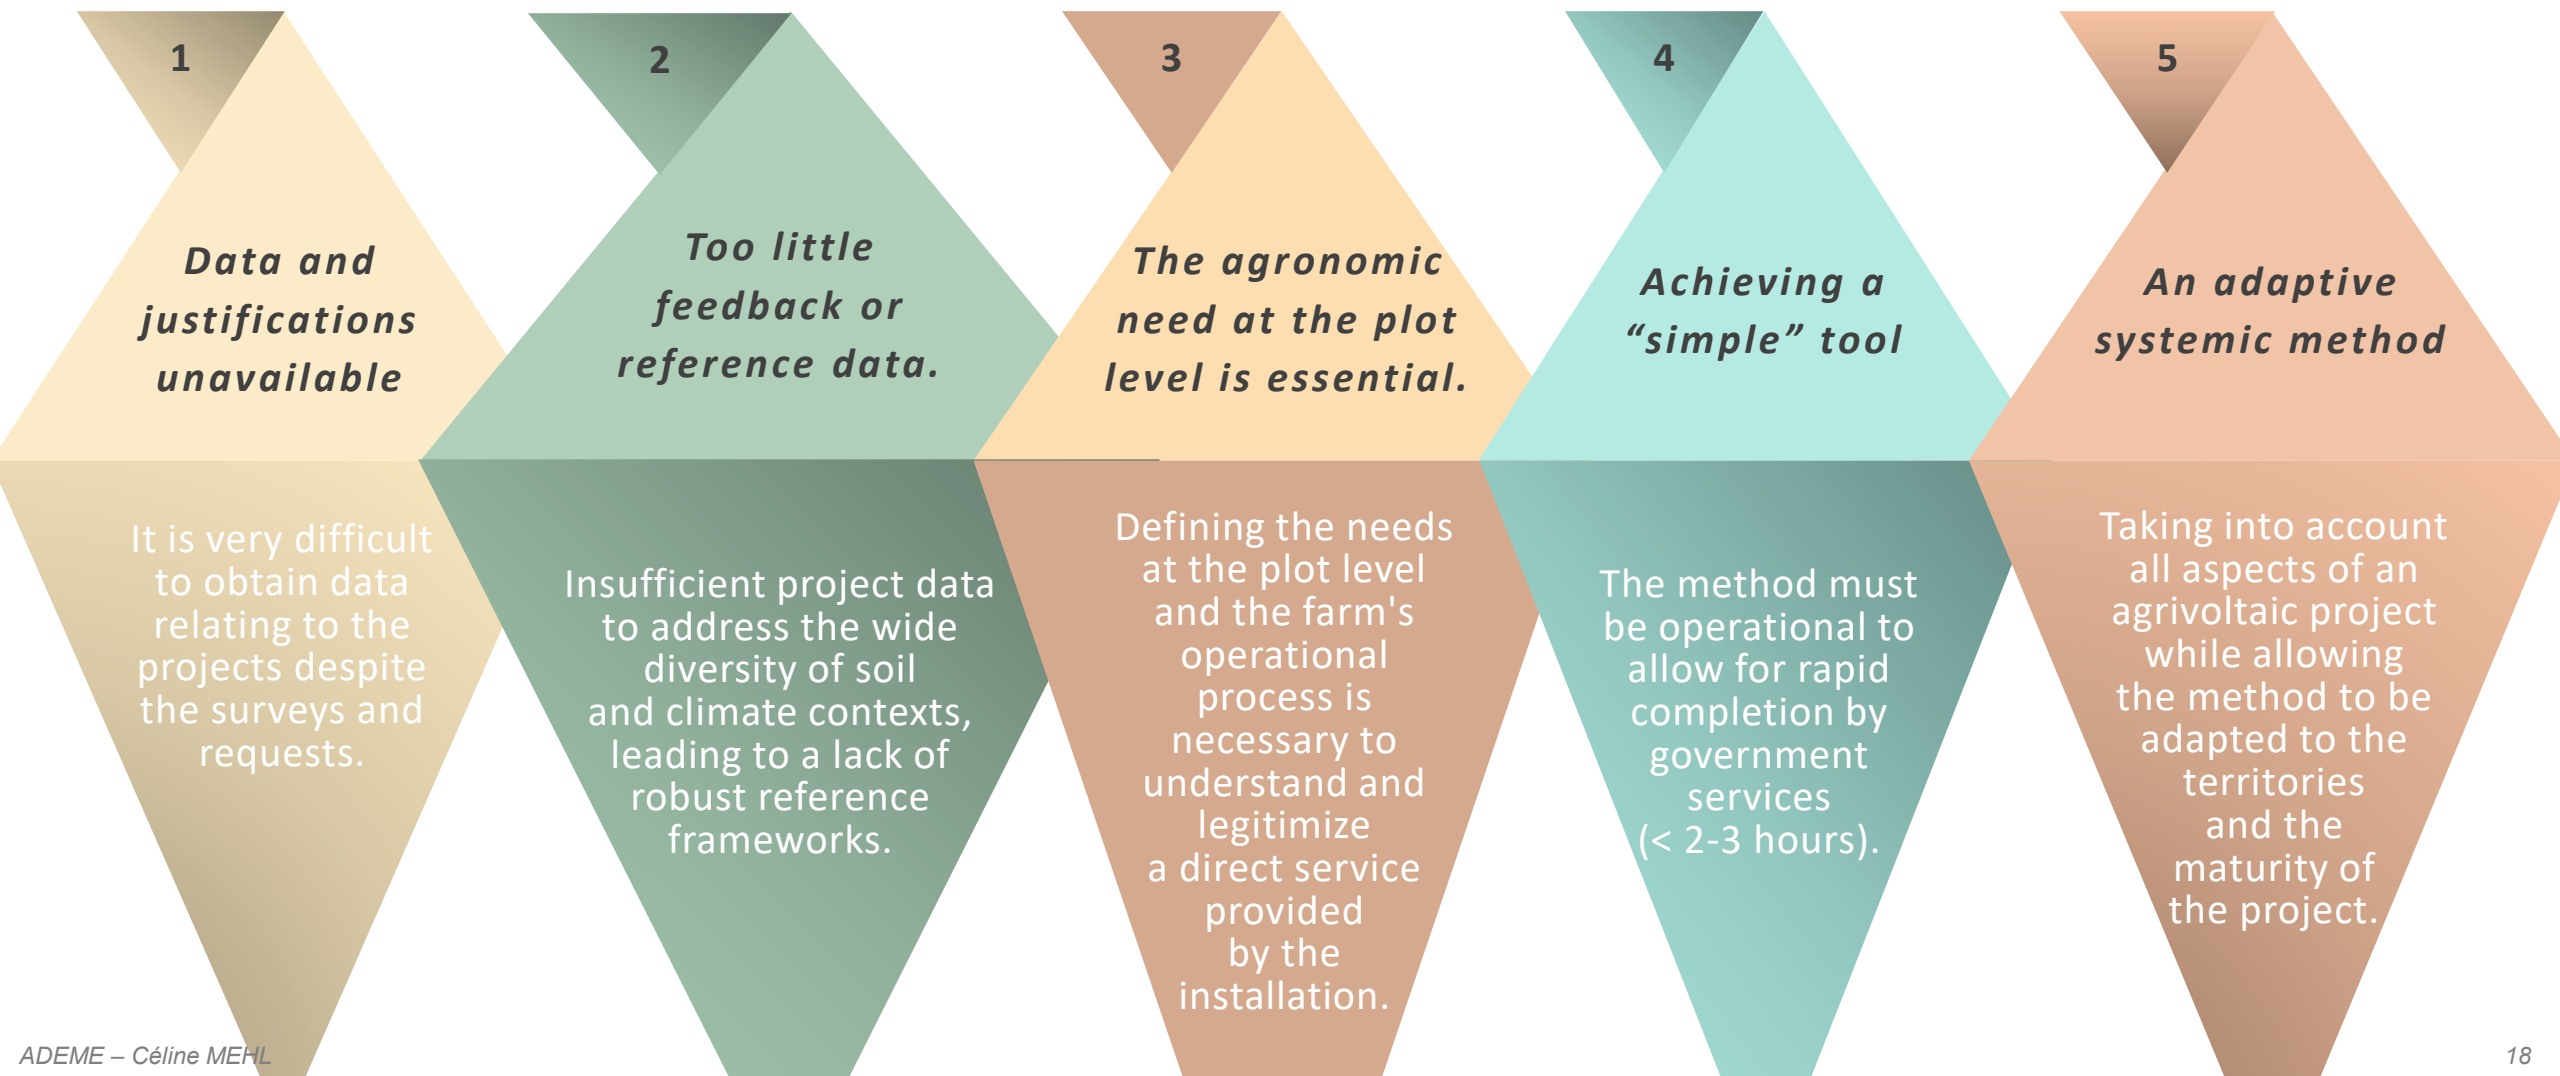 1
Data and
justifications
unavailable
It is very difficult
to obtain data
relating to the
projects despite
the surveys and
requests.
2
Too little
feedback or
reference data.
Insufficient project data
to address the wide
diversity of soil
and climate contexts,
leading to a lack of
robust reference
frameworks.
3
The agronomic
need at the plot
level is essential.
Defining the needs
at the plot level
and the farm's
operational
process is
necessary to
understand and
legitimize
a direct service
provided
by the
installation.
4
Achieving a
“simple” tool
The method must
be operational to
allow for rapid
completion by
government
services
(< 2-3 hours).
5
An adaptive
systemic method
Taking into account
all aspects of an
agrivoltaic project
while allowing
the method to be
adapted to the
territories
and the
maturity of
the project.
ADEME – Céline MEHL
18